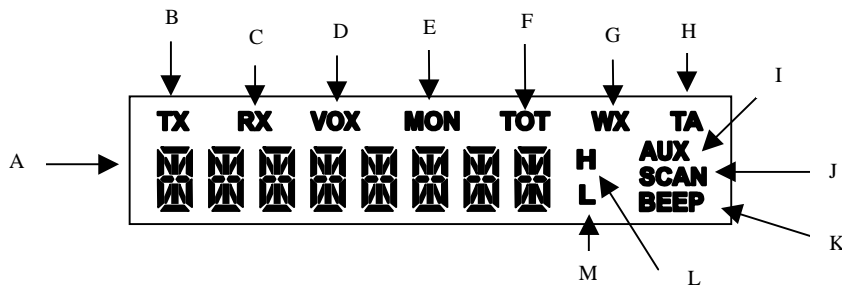 B C D E F G H I
TX RX VOX MON TOT WX TA
A H AUX J
SCAN
L BEEP K
M L